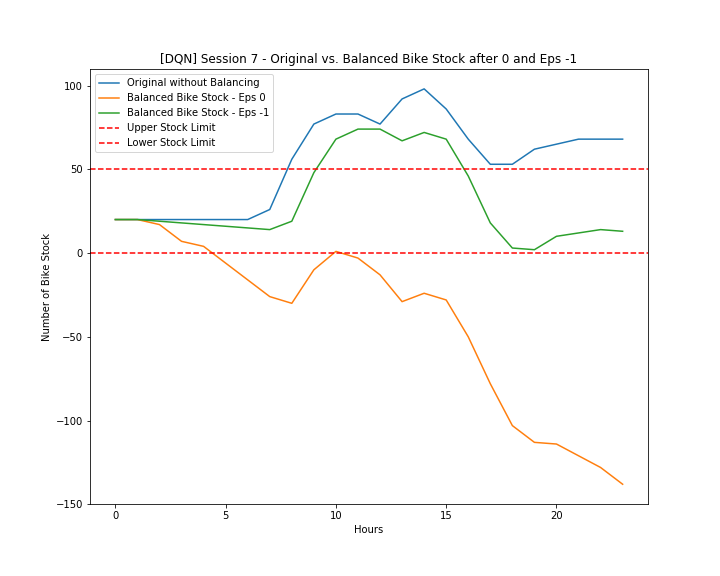 [DQN] Session 7 - Original vs. Balanced Bike Stock after 0 and Eps -1
Original without Balancing
Balanced Bike Stock - Eps 0
Balanced Bike Stock - Eps -1
Upper Stock Limit
Lower Stock Limit
100
50
0
−50
−100
−150
Number of Bike Stock
0 5 10 15 20
Hours